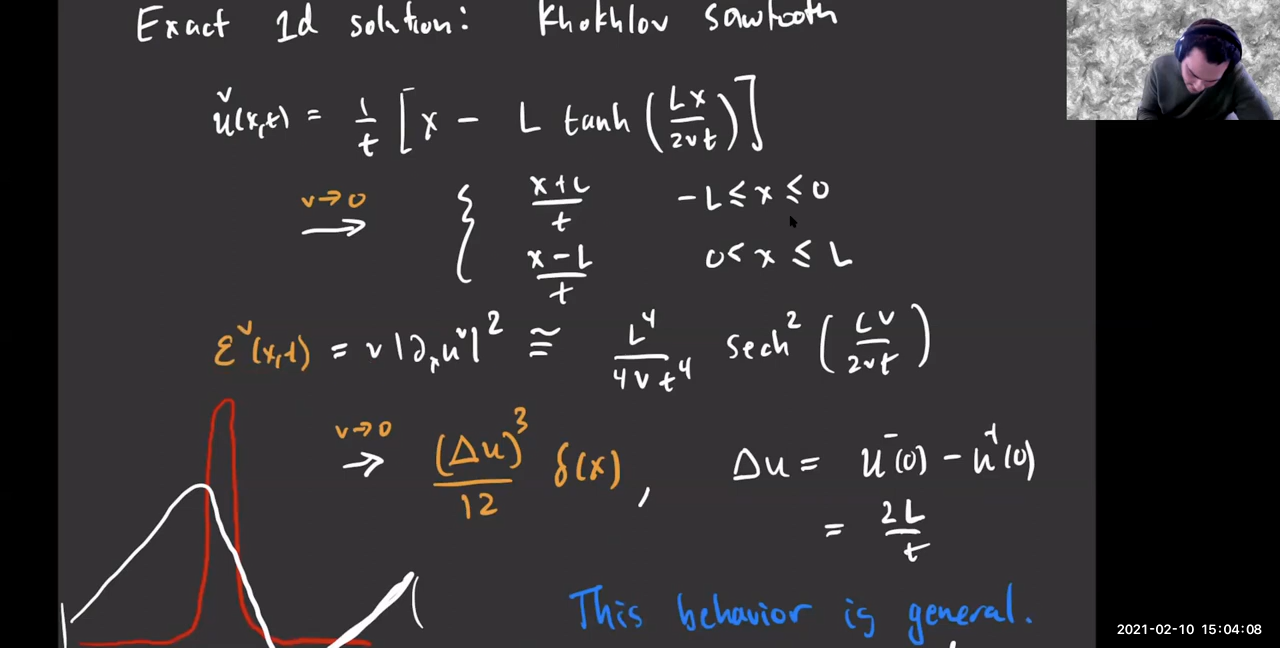 Exact 1d solution: Khokhlov Sawtooth
u^ν(x,t) = 1/t [x − L tanh(Lx/2νt)]
ν→0 ⟶ { (x+L)/t −L ≤ x ≤ 0
(x−L)/t 0 < x ≤ L
ε^ν(x,t) = ν|∂ₓu^ν|² ≅ L⁴/4νt⁴ sech²(Lν/2νt)
ν→0 → (Δu)³/12 δ(x), Δu = u⁻(0) − u⁺(0)
= 2L/t
This behavior is general.
2021-02-10 15:04:08